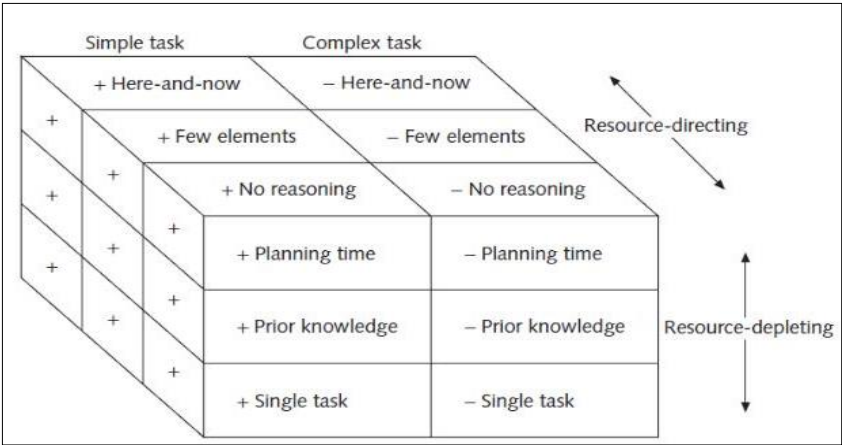 Simple task Complex task
+ Here-and-now – Here-and-now
+ + Few elements – Few elements
Resource-directing
+ + No reasoning – No reasoning
+ +
+ Planning time – Planning time
+ +
+ + Prior knowledge – Prior knowledge
Resource-depleting
+
+ Single task – Single task